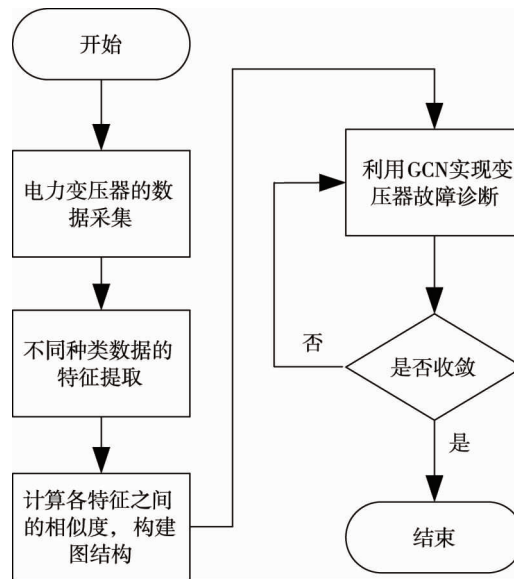 开始
电力变压器的数
据采集
不同种类数据的
特征提取
计算各特征之间
的相似度，构建
图结构
利用GCN实现变
压器故障诊断
否
是否收敛
是
结束